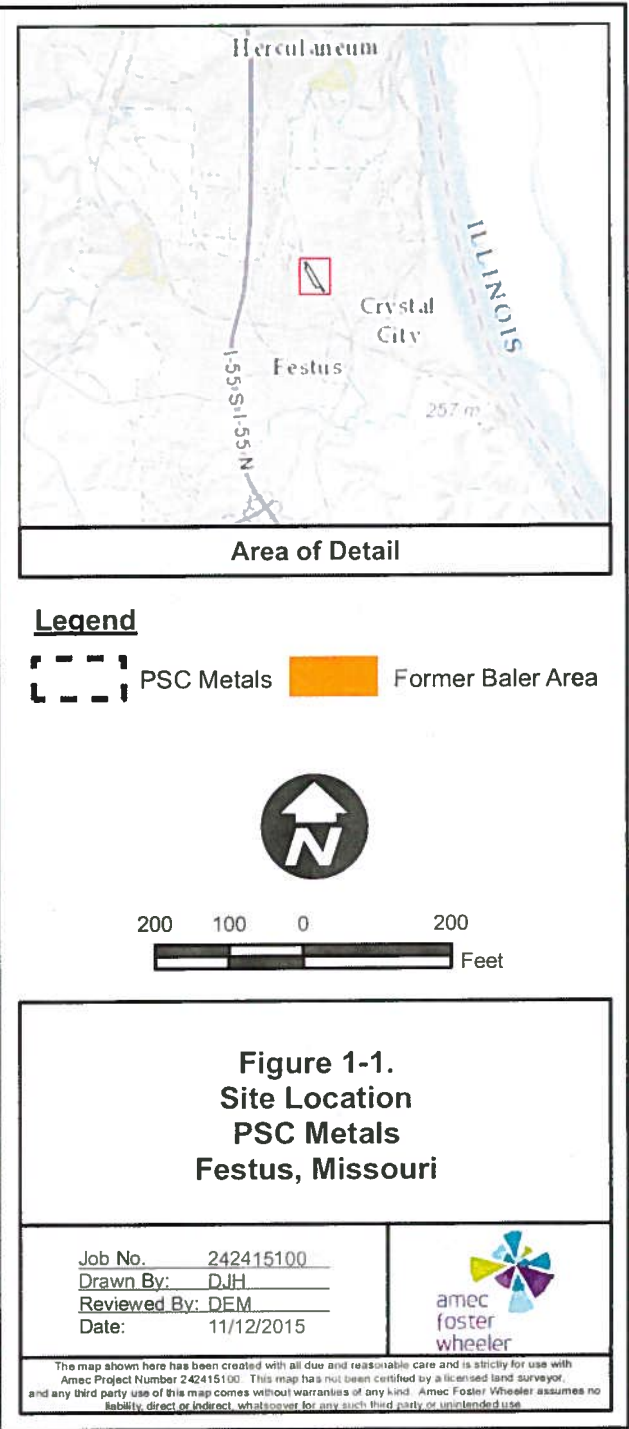 Herculaneum
ILLINOIS
Crystal
City
Festus
I-55 S I-55 N
257 m
Area of Detail
Legend
PSC Metals
Former Baler Area
N
200 100 0 200
Feet
Figure 1-1.
Site Location
PSC Metals
Festus, Missouri
Job No. 242415100
Drawn By: DJH
Reviewed By: DEM
Date: 11/12/2015
amec
foster
wheeler
The map shown here has been created with all due and reasonable care and is strictly for use with
Amec Project Number 242415100. This map has not been certified by a licensed land surveyor,
and any third party use of this map comes without warranties of any kind. Amec Foster Wheeler assumes no
liability, direct or indirect, whatsoever for any such third party or unintended use.